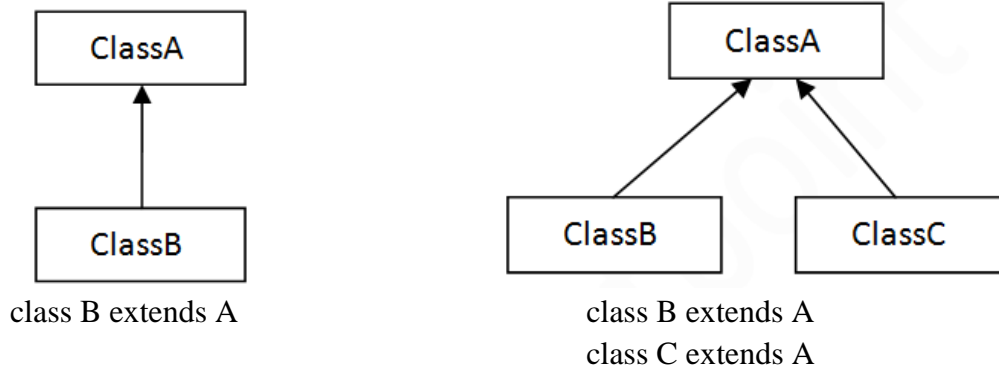 ClassA
ClassB
class B extends A
ClassA
ClassB
ClassC
class B extends A
class C extends A